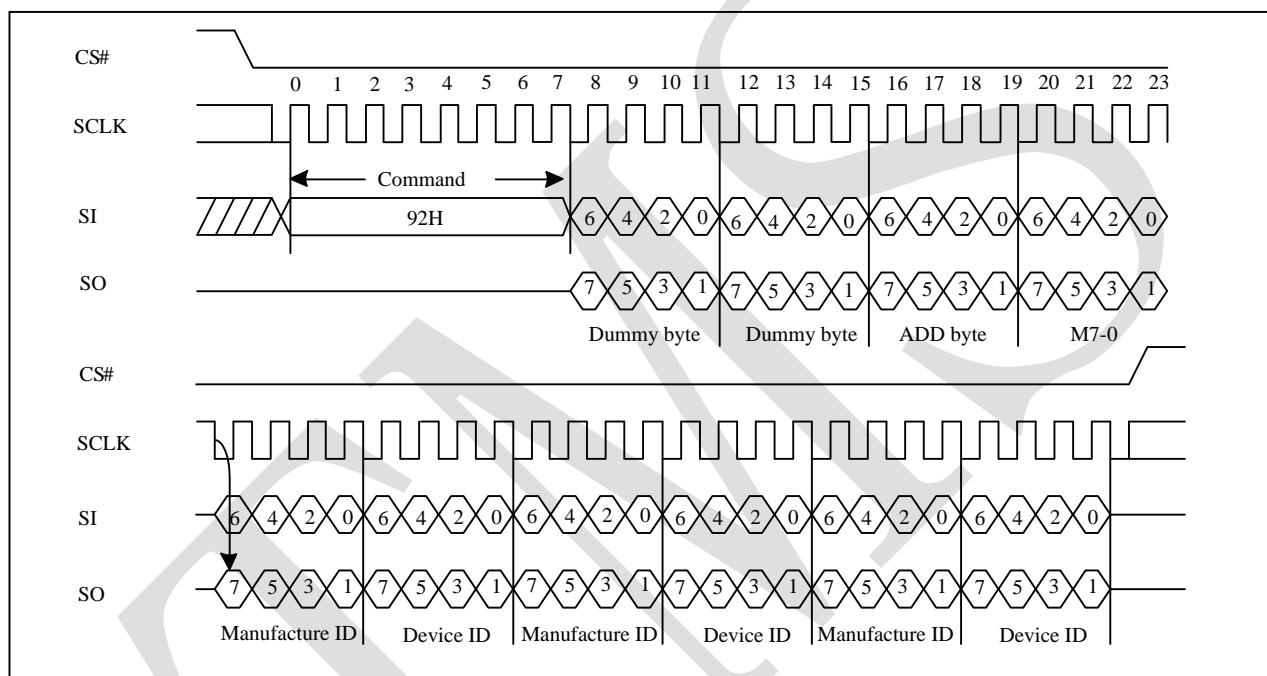 CS#
0 1 2 3 4 5 6 7 8 9 10 11 12 13 14 15 16 17 18 19 20 21 22 23
SCLK
Command
SI 92H 6 4 2 0 6 4 2 0 6 4 2 0 6 4 2 0
SO 7 5 3 1 7 5 3 1 7 5 3 1 7 5 3 1
Dummy byte Dummy byte ADD byte M7-0
CS#
SCLK
SI 6 4 2 0 6 4 2 0 6 4 2 0 6 4 2 0 6 4 2 0 6 4 2 0
SO 7 5 3 1 7 5 3 1 7 5 3 1 7 5 3 1 7 5 3 1 7 5 3 1
Manufacture ID Device ID Manufacture ID Device ID Manufacture ID Device ID
TMS